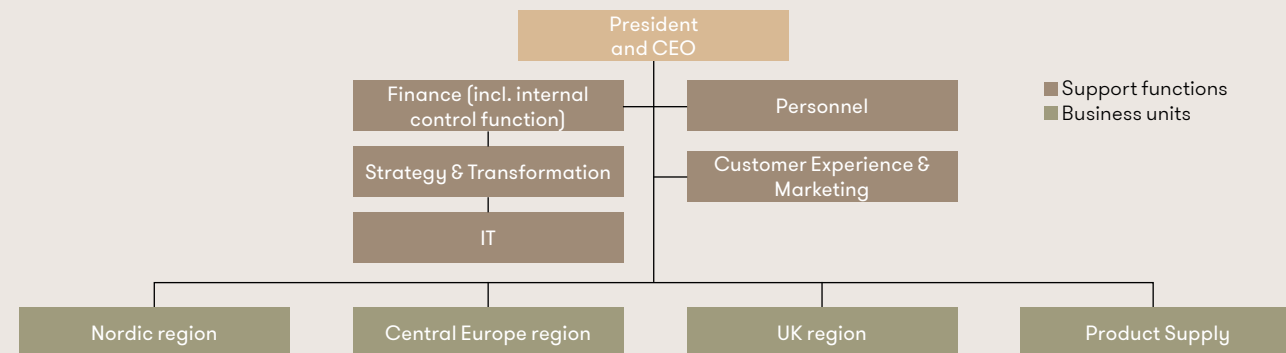 President
and CEO
Finance (incl. internal
control function)
Personnel
Support functions
Business units
Strategy & Transformation
Customer Experience &
Marketing
IT
Nordic region
Central Europe region
UK region
Product Supply